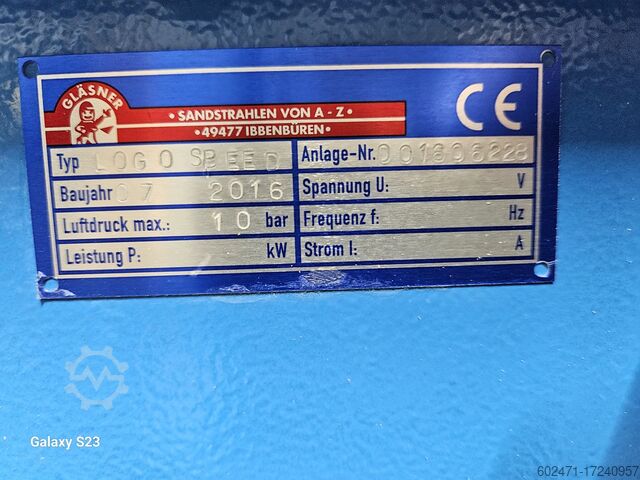 GLÄSNER
• SANDSTRAHLEN VON A - Z •
• 49477 IBBENBÜREN •
CE
Typ LOGO SPEED
Baujahr 07 2016
Luftdruck max.: 10 bar
Leistung P: kW
Anlage-Nr. 001606228
Spannung U: V
Frequenz f: Hz
Strom I: A
Galaxy S23
602471-17240957